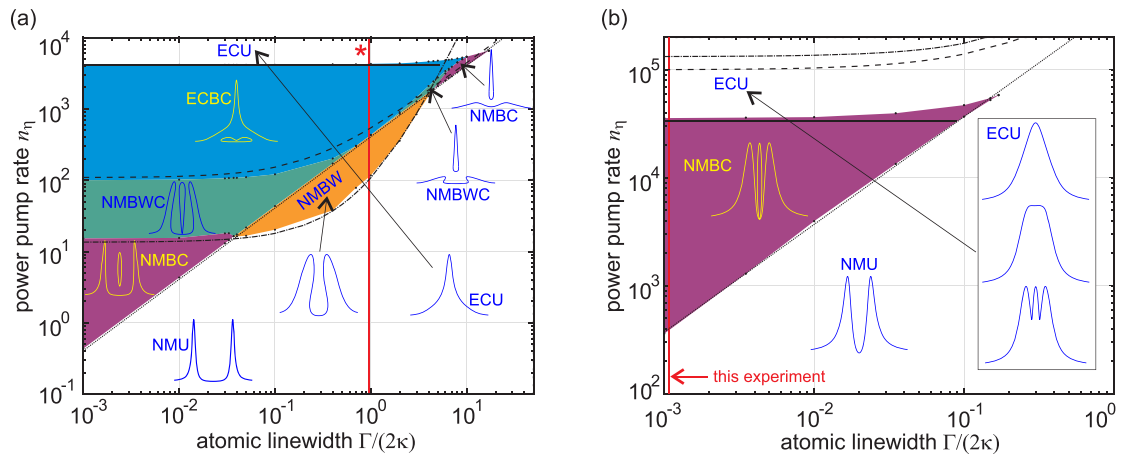 (a)
power pump rate nη
10⁴
10³
10²
10¹
10⁰
10⁻¹
ECU
*
ECBC
NMBWC
NMBC
NMBW
NMU
ECU
NMBC
NMBWC
10⁻³
10⁻²
10⁻¹
10⁰
10¹
atomic linewidth Γ/(2κ)
(b)
power pump rate nη
10⁵
10⁴
10³
10²
ECU
NMBC
NMU
ECU
this experiment
10⁻³
10⁻²
10⁻¹
10⁰
atomic linewidth Γ/(2κ)